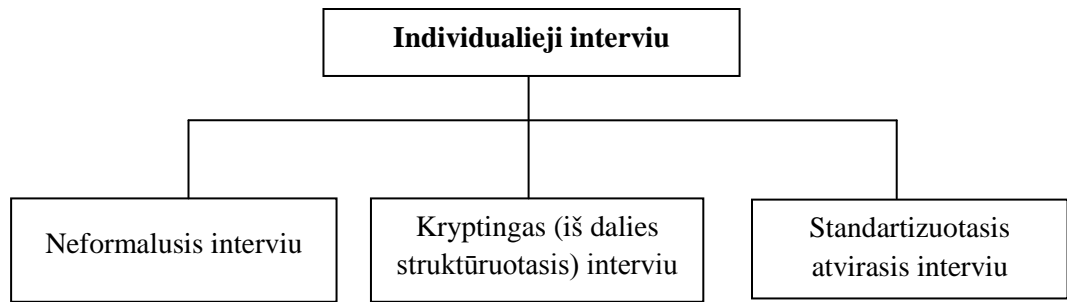 Individualieji interviu
Neformalusis interviu
Kryptingas (iš dalies
struktūruotasis) interviu
Standartizuotasis
atvirasis interviu